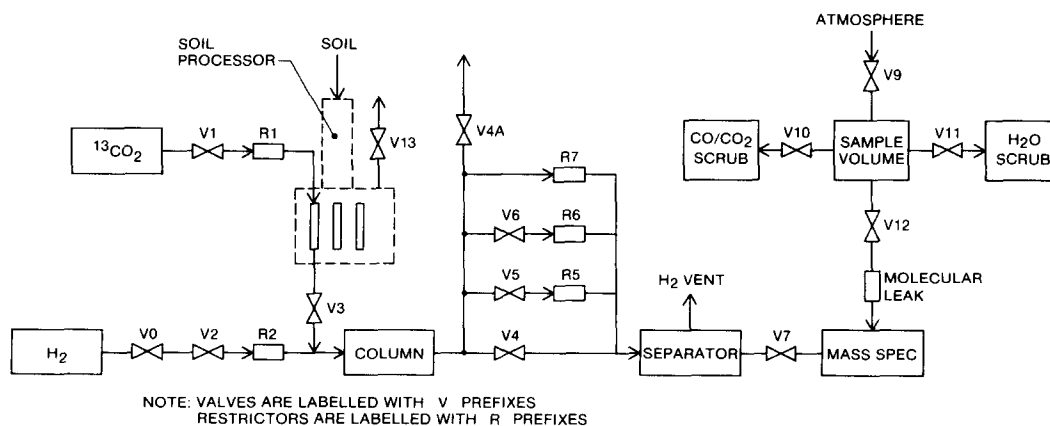 ATMOSPHERE
SOIL
PROCESSOR
SOIL
V9
V13
V4A
¹³CO₂
V1
R1
CO/CO₂
SCRUB
V10
SAMPLE
VOLUME
V11
H₂O
SCRUB
R7
V6
R6
V12
V5
R5
MOLECULAR
LEAK
V3
H₂ VENT
H₂
V0
V2
R2
COLUMN
V4
SEPARATOR
V7
MASS SPEC
NOTE: VALVES ARE LABELLED WITH V PREFIXES
RESTRICTORS ARE LABELLED WITH R PREFIXES